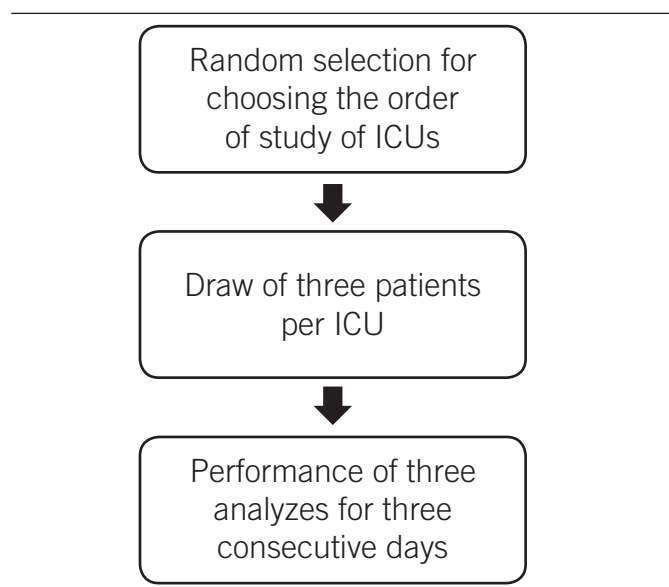 Random selection for
choosing the order
of study of ICUs
Draw of three patients
per ICU
Performance of three
analyzes for three
consecutive days